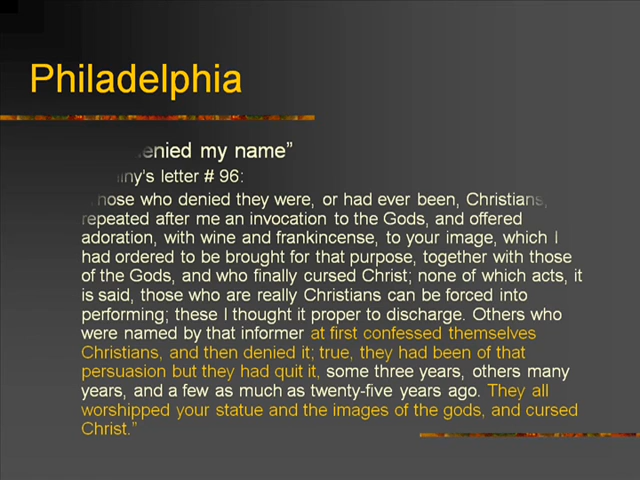 Philadelphia
enied my name”
iny’s letter # 96:
hose who denied they were, or had ever been, Christians,
repeated after me an invocation to the Gods, and offered
adoration, with wine and frankincense, to your image, which I
had ordered to be brought for that purpose, together with those
of the Gods, and who finally cursed Christ; none of which acts, it
is said, those who are really Christians can be forced into
performing; these I thought it proper to discharge. Others who
were named by that informer at first confessed themselves
Christians, and then denied it; true, they had been of that
persuasion but they had quit it, some three years, others many
years, and a few as much as twenty-five years ago. They all
worshipped your statue and the images of the gods, and cursed
Christ.”